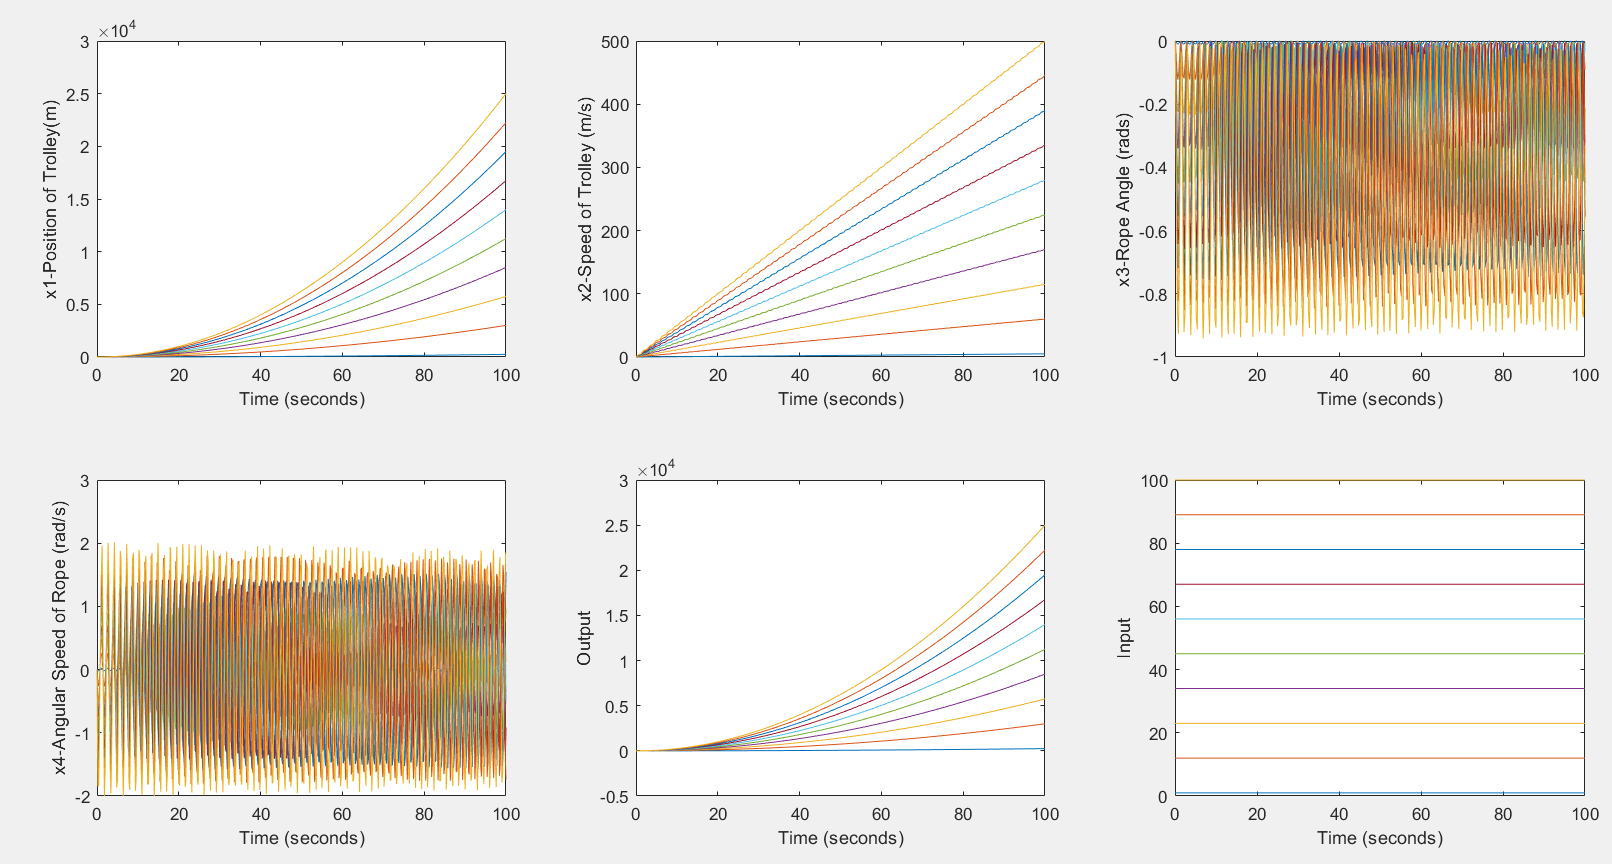 ×10⁴
3
2.5
2
1.5
1
0.5
0
0 20 40 60 80 100
Time (seconds)
x1-Position of Trolley(m)
500
400
300
200
100
0
0 20 40 60 80 100
Time (seconds)
x2-Speed of Trolley (m/s)
0
-0.2
-0.4
-0.6
-0.8
-1
0 20 40 60 80 100
Time (seconds)
x3-Rope Angle (rads)
3
2
1
0
-1
-2
0 20 40 60 80 100
Time (seconds)
x4-Angular Speed of Rope (rad/s)
×10⁴
3
2.5
2
1.5
1
0.5
0
-0.5
0 20 40 60 80 100
Time (seconds)
Output
100
80
60
40
20
0
0 20 40 60 80 100
Time (seconds)
Input